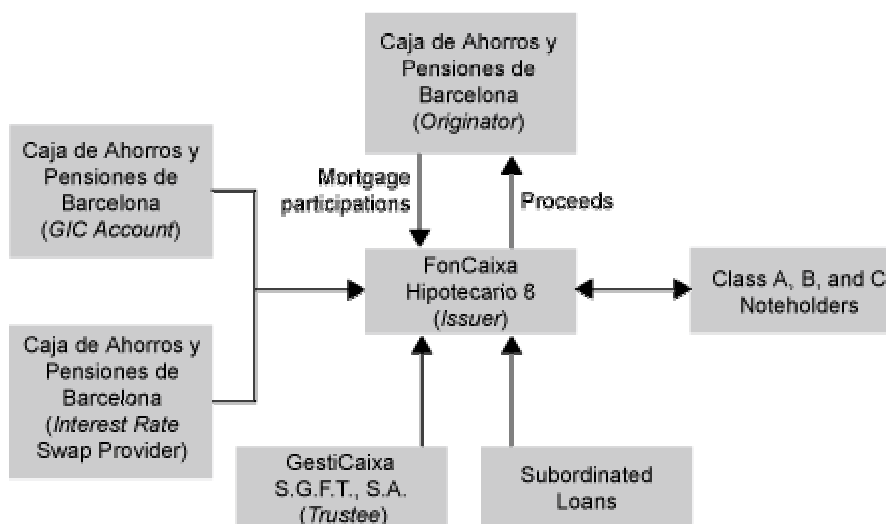 Caja de Ahorros y
Pensiones de
Barcelona
(Originator)
Caja de Ahorros y
Pensiones de
Barcelona
(GIC Account)
Mortgage
participations
Proceeds
FonCaixa
Hipotecario 8
(Issuer)
Class A, B, and C
Noteholders
Caja de Ahorros y
Pensiones de
Barcelona
(Interest Rate
Swap Provider)
GestiCaixa
S.G.F.T., S.A.
(Trustee)
Subordinated
Loans